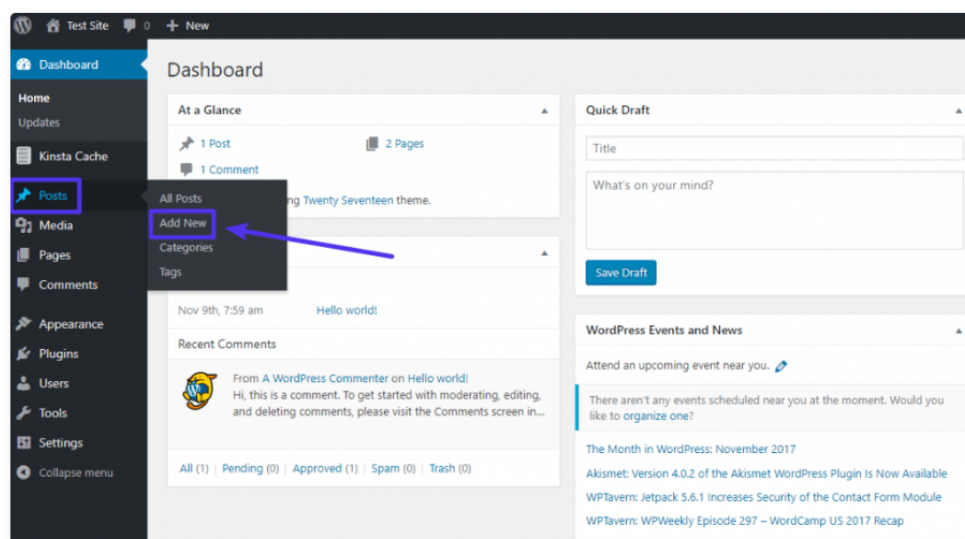 Test Site 0 + New
Dashboard
Home
Updates
Kinsta Cache
Posts
Media
Pages
Comments
Appearance
Plugins
Users
Tools
Settings
Collapse menu
All Posts
Add New
Categories
Tags
Dashboard
At a Glance
1 Post 2 Pages
1 Comment
ng Twenty Seventeen theme.
Nov 9th, 7:59 am Hello world!
Recent Comments
From A WordPress Commenter on Hello world!
Hi, this is a comment. To get started with moderating, editing,
and deleting comments, please visit the Comments screen in...
All (1) | Pending (0) | Approved (1) | Spam (0) | Trash (0)
Quick Draft
Title
What's on your mind?
Save Draft
WordPress Events and News
Attend an upcoming event near you.
There aren't any events scheduled near you at the moment. Would you
like to organize one?
The Month in WordPress: November 2017
Akismet: Version 4.0.2 of the Akismet WordPress Plugin Is Now Available
WPTavern: Jetpack 5.6.1 Increases Security of the Contact Form Module
WPTavern: WPWeekly Episode 297 – WordCamp US 2017 Recap